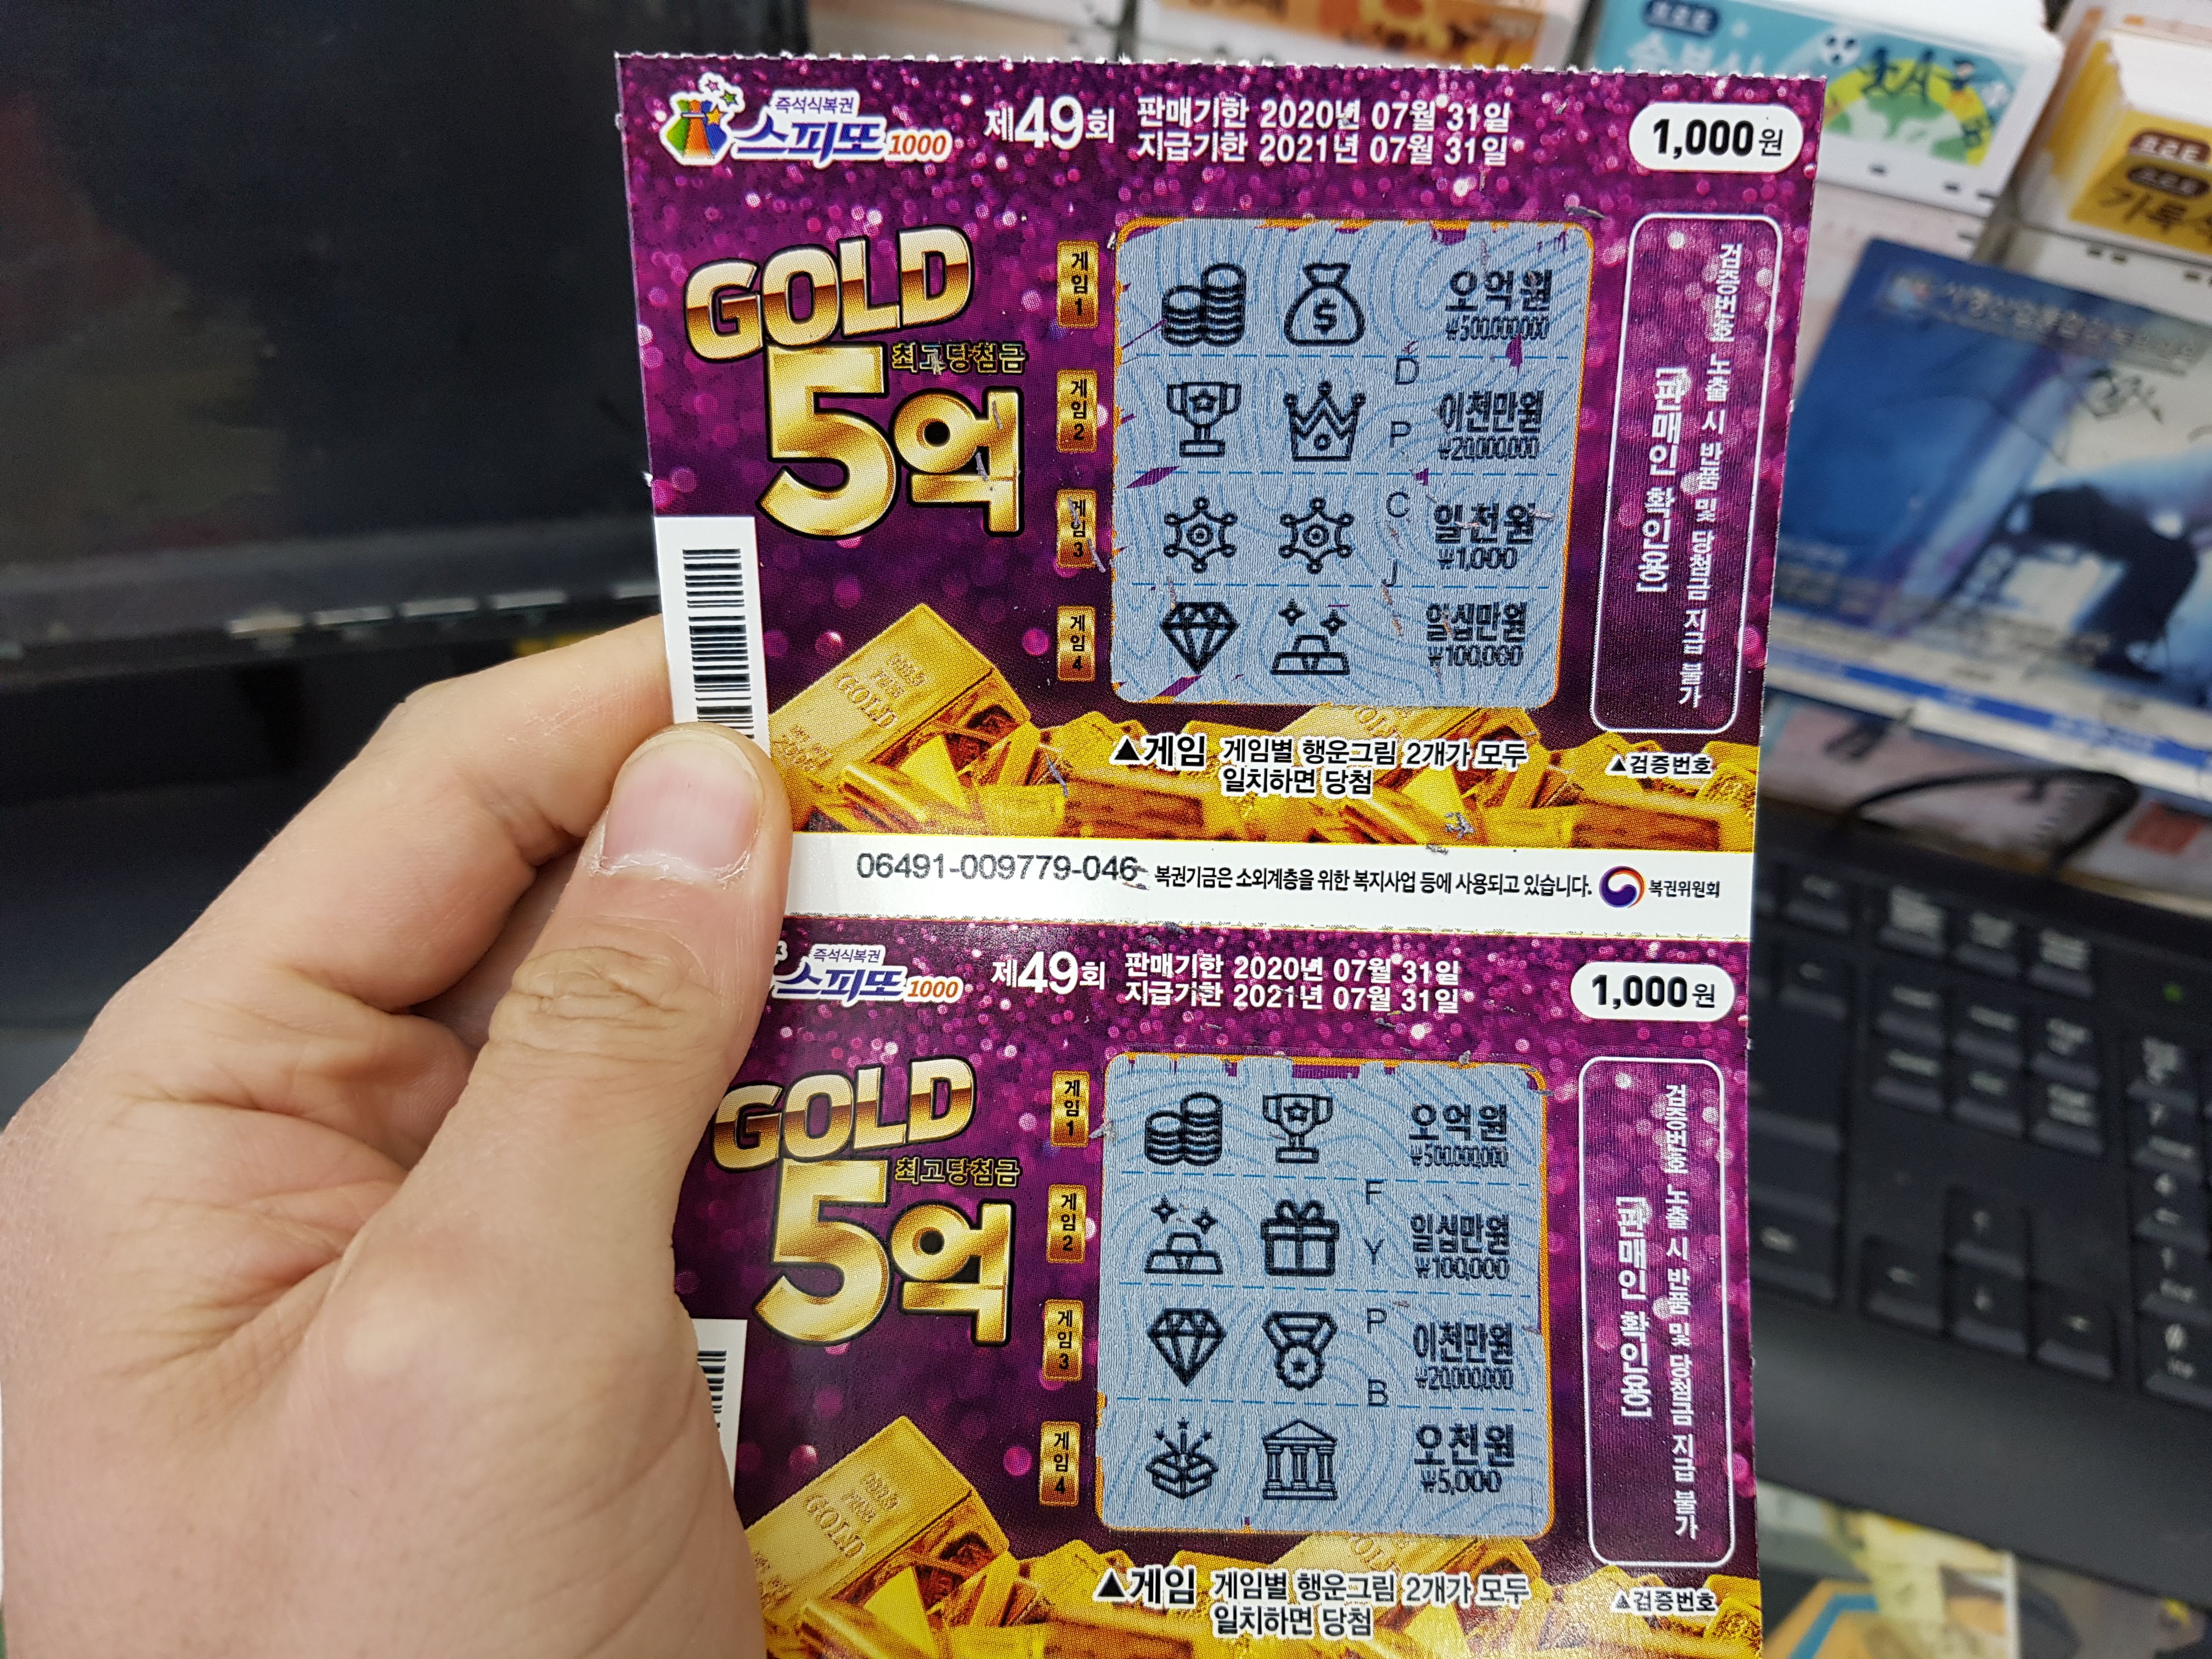 즉석식복권
스피또 1000
제49회
판매기한 2020년 07월 31일
지급기한 2021년 07월 31일
1,000원
GOLD
최고당첨금
5억
게임1
오억원
₩500,000,000
D
게임2
P
이천만원
₩20,000,000
게임3
C
일천원
₩1,000
J
게임4
일십만원
₩100,000
검증번호 노출 시 반품 및 당첨금 지급 불가
[판매인 확인용]
GOLD
▲게임 게임별 행운그림 2개가 모두
일치하면 당첨
▲검증번호
06491-009779-046
복권기금은 소외계층을 위한 복지사업 등에 사용되고 있습니다.
복권위원회
즉석식복권
스피또 1000
제49회
판매기한 2020년 07월 31일
지급기한 2021년 07월 31일
1,000원
GOLD
최고당첨금
5억
게임1
오억원
₩500,000,000
F
게임2
Y
일십만원
₩100,000
게임3
P
이천만원
₩20,000,000
B
게임4
오천원
₩5,000
검증번호 노출 시 반품 및 당첨금 지급 불가
[판매인 확인용]
GOLD
▲게임 게임별 행운그림 2개가 모두
일치하면 당첨
▲검증번호